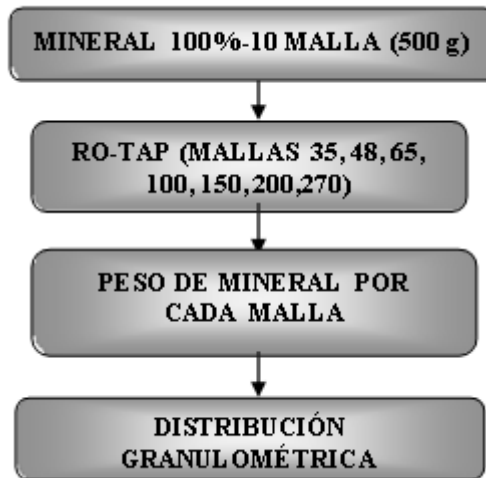 MINERAL 100%-10 MALLA (500 g)
RO-TAP (MALLAS 35, 48, 65,
100, 150, 200,270)
PESO DE MINERAL POR
CADA MALLA
DISTRIBUCIÓN
GRANULOMÉTRICA